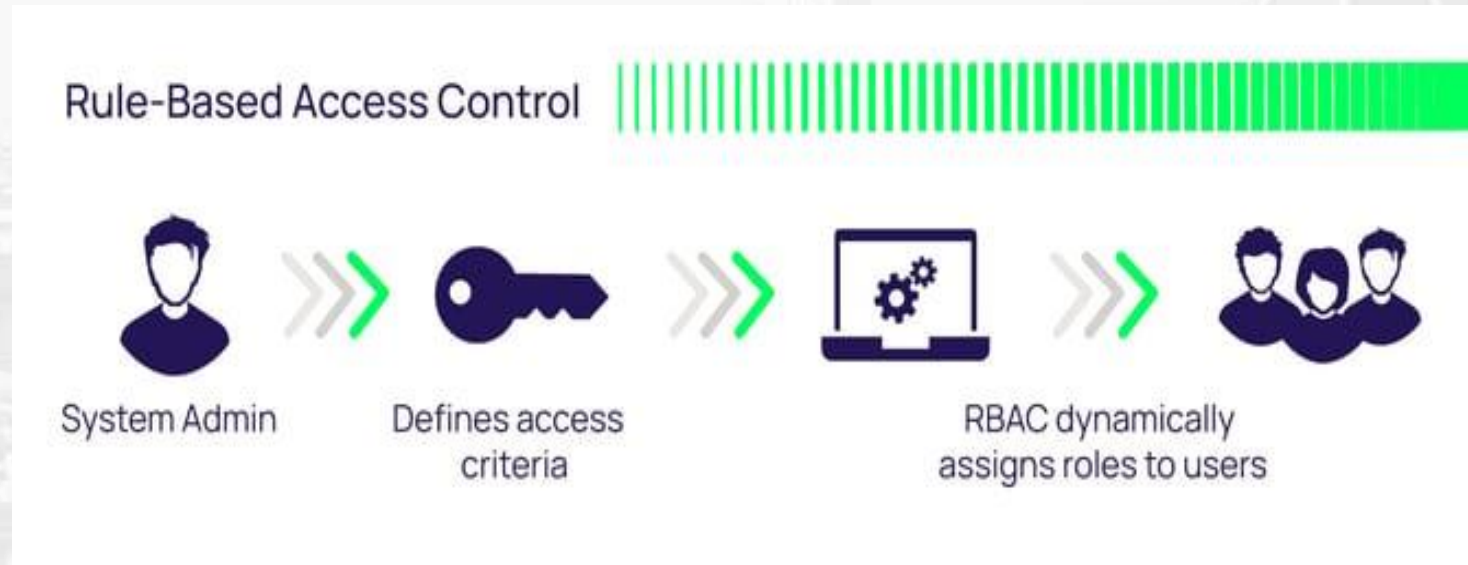 Rule-Based Access Control
System Admin
Defines access
criteria
RBAC dynamically
assigns roles to users